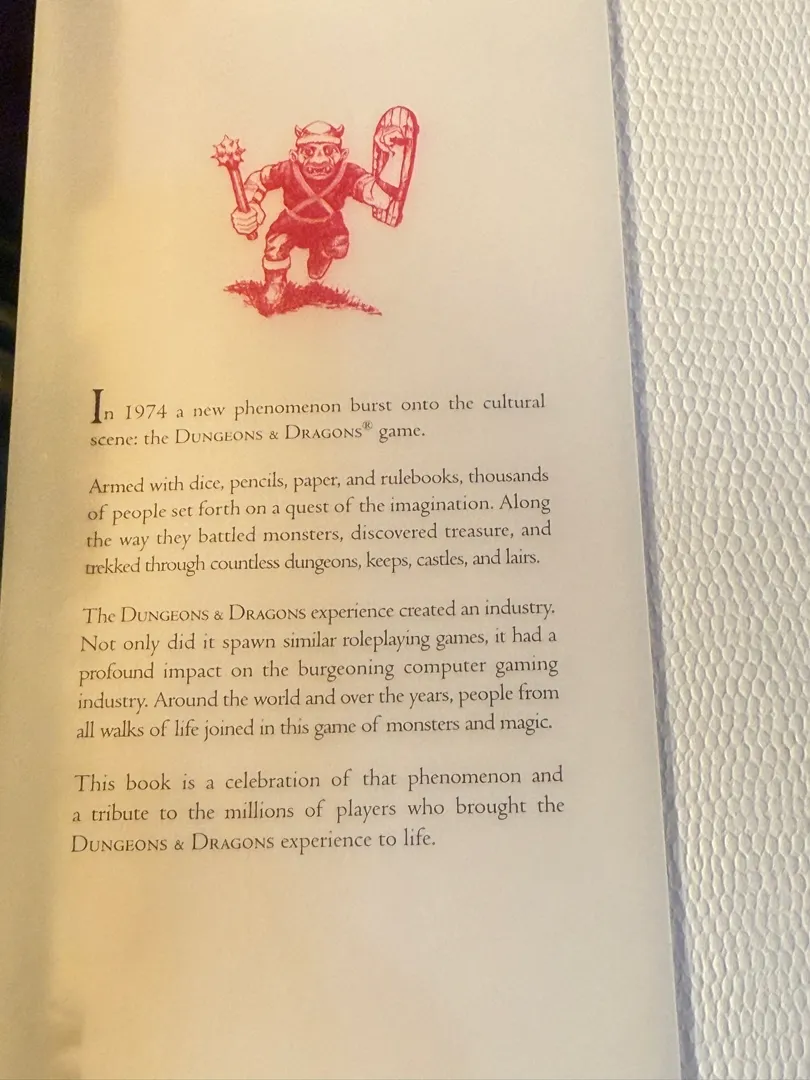 In 1974 a new phenomenon burst onto the cultural
scene: the DUNGEONS & DRAGONS® game.
Armed with dice, pencils, paper, and rulebooks, thousands
of people set forth on a quest of the imagination. Along
the way they battled monsters, discovered treasure, and
trekked through countless dungeons, keeps, castles, and lairs.
The DUNGEONS & DRAGONS experience created an industry.
Not only did it spawn similar roleplaying games, it had a
profound impact on the burgeoning computer gaming
industry. Around the world and over the years, people from
all walks of life joined in this game of monsters and magic.
This book is a celebration of that phenomenon and
a tribute to the millions of players who brought the
DUNGEONS & DRAGONS experience to life.